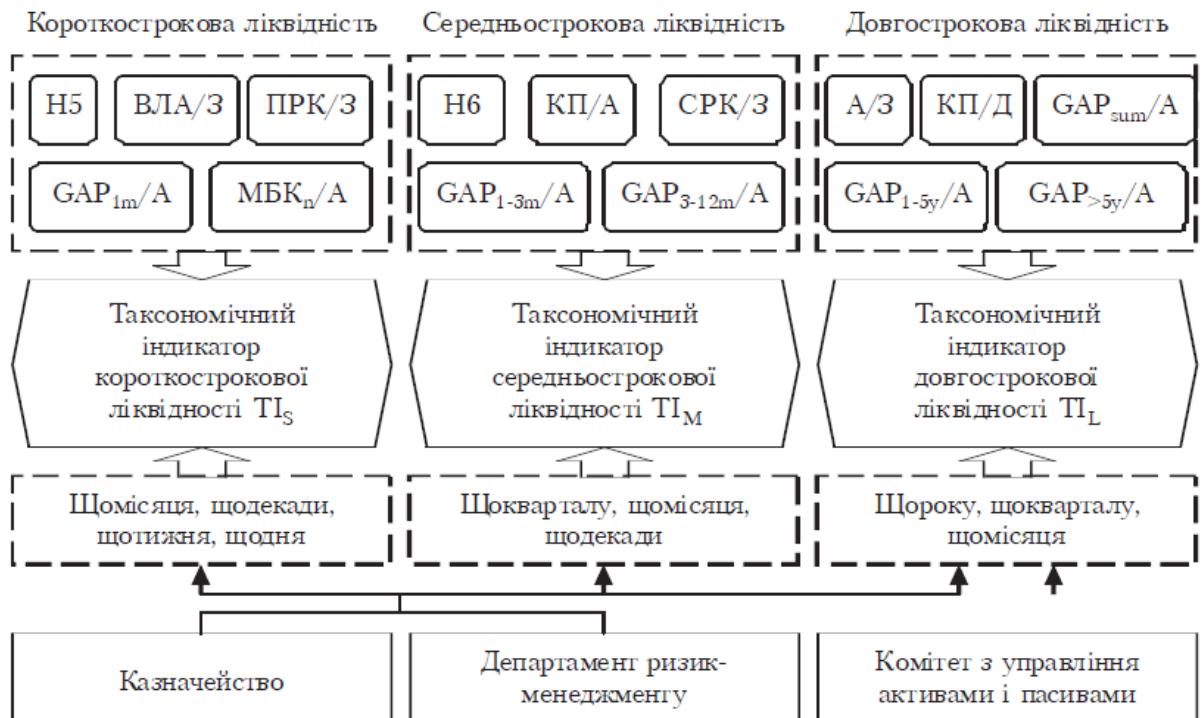 Короткострокова ліквідність
Середньострокова ліквідність
Довгострокова ліквідність
Н5
ВЛА/З
ПРК/З
GAP1m/А
МБКn/А
Н6
КП/А
СРК/З
GAP1-3m/А
GAP3-12m/А
А/З
КП/Д
GAPsum/А
GAP1-5y/А
GAP>5y/А
Таксономічний
індикатор
короткострокової
ліквідності TIS
Таксономічний
індикатор
середньострокової
ліквідності TIM
Таксономічний
індикатор
довгострокової
ліквідності TIL
Щомісяця, щодекади,
щотижня, щодня
Щокварталу, щомісяця,
щодекади
Щороку, щокварталу,
щомісяця
Казначейство
Департамент ризик-
менеджменту
Комітет з управління
активами і пасивами